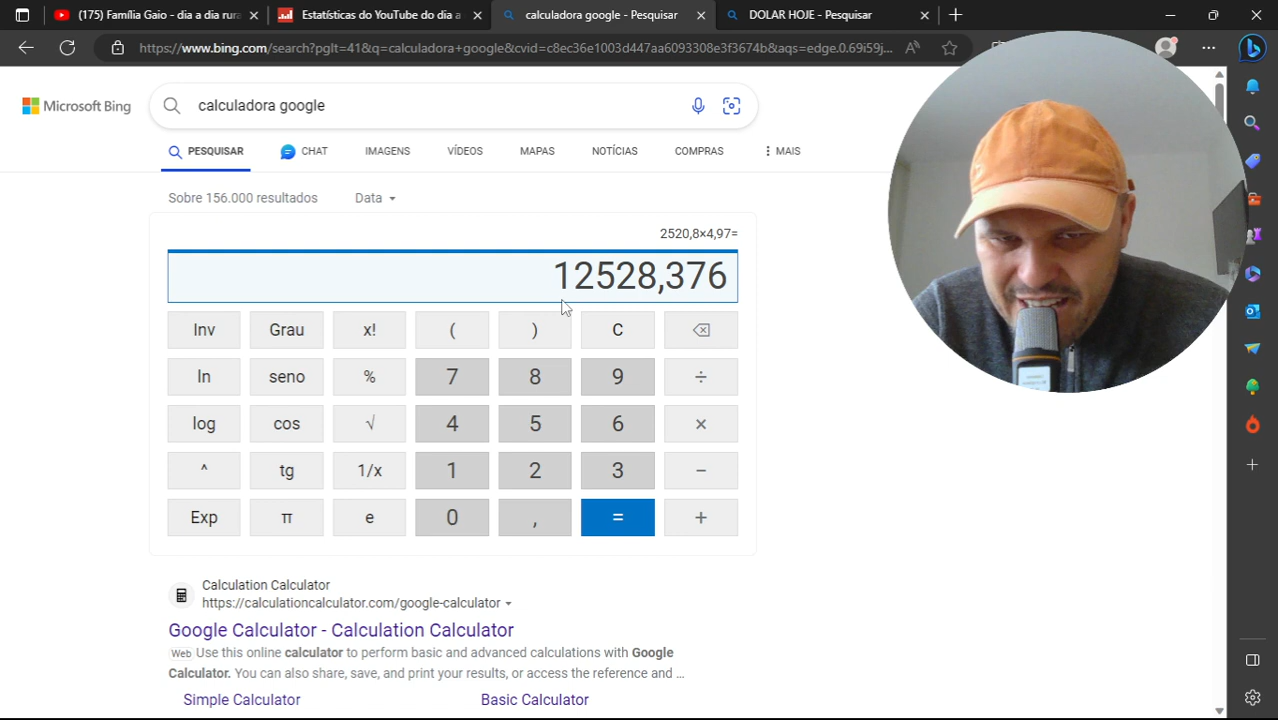 (175) Família Gaio - dia a dia rura
Estatísticas do YouTube do dia a
calculadora google - Pesquisar
DOLAR HOJE - Pesquisar
https://www.bing.com/search?pglt=41&q=calculadora+google&cvid=c8ec36e1003d447aa6093308e3f3674b&aqs=edge.0.69i59j...
Microsoft Bing
calculadora google
PESQUISAR
CHAT
IMAGENS
VÍDEOS
MAPAS
NOTÍCIAS
COMPRAS
MAIS
Sobre 156.000 resultados
Data
2520,8×4,97=
12528,376
Inv Grau x! ( ) C
ln seno % 7 8 9 ÷
log cos √ 4 5 6 ×
^ tg 1/x 1 2 3 −
Exp π e 0 , = +
Calculation Calculator
https://calculationcalculator.com/google-calculator
Google Calculator - Calculation Calculator
Web Use this online calculator to perform basic and advanced calculations with Google
Calculator. You can also share, save, and print your results, or access the reference and ...
Simple Calculator
Basic Calculator